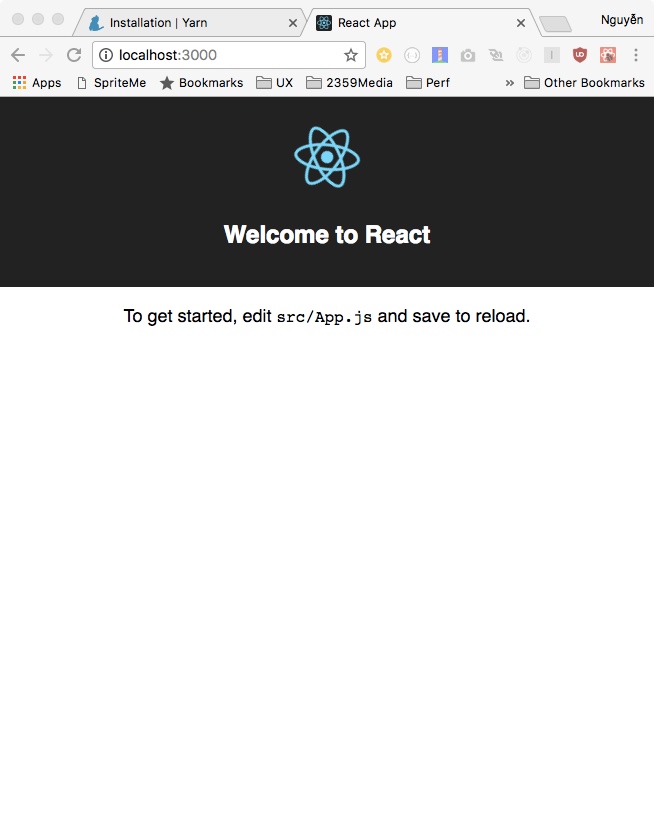 Installation | Yarn
React App
Nguyễn
localhost:3000
Apps
SpriteMe
Bookmarks
UX
2359Media
Perf
»
Other Bookmarks
Welcome to React
To get started, edit src/App.js and save to reload.